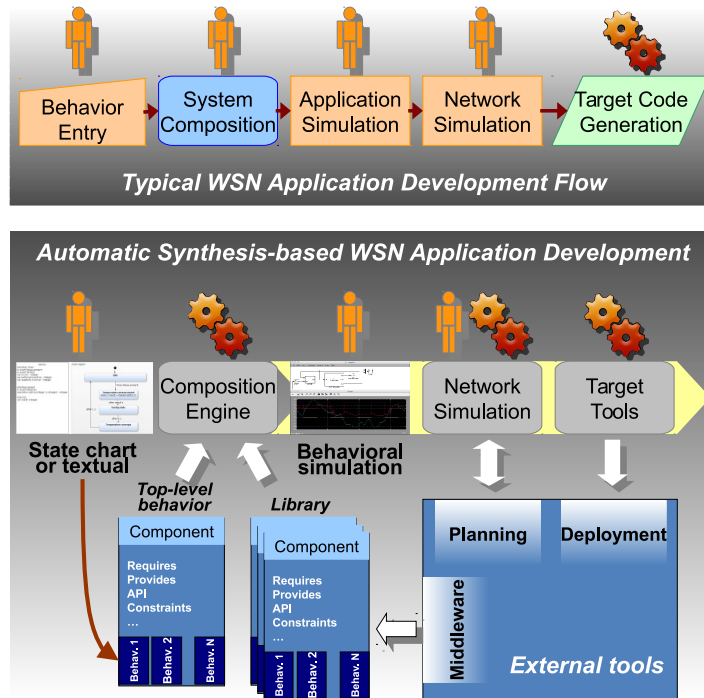 Behavior
Entry
System
Composition
Application
Simulation
Network
Simulation
Target Code
Generation
Typical WSN Application Development Flow
Automatic Synthesis-based WSN Application Development
Composition
Engine
Network
Simulation
Target
Tools
State chart
or textual
Behavioral
simulation
Top-level
behavior
Library
Component
Requires
Provides
API
Constraints
...
Behav. 1
Behav. 2
Behav. N
Component
Requires
Provides
API
Constraints
...
Behav. 1
Behav. 2
Behav. N
Planning
Deployment
Middleware
External tools